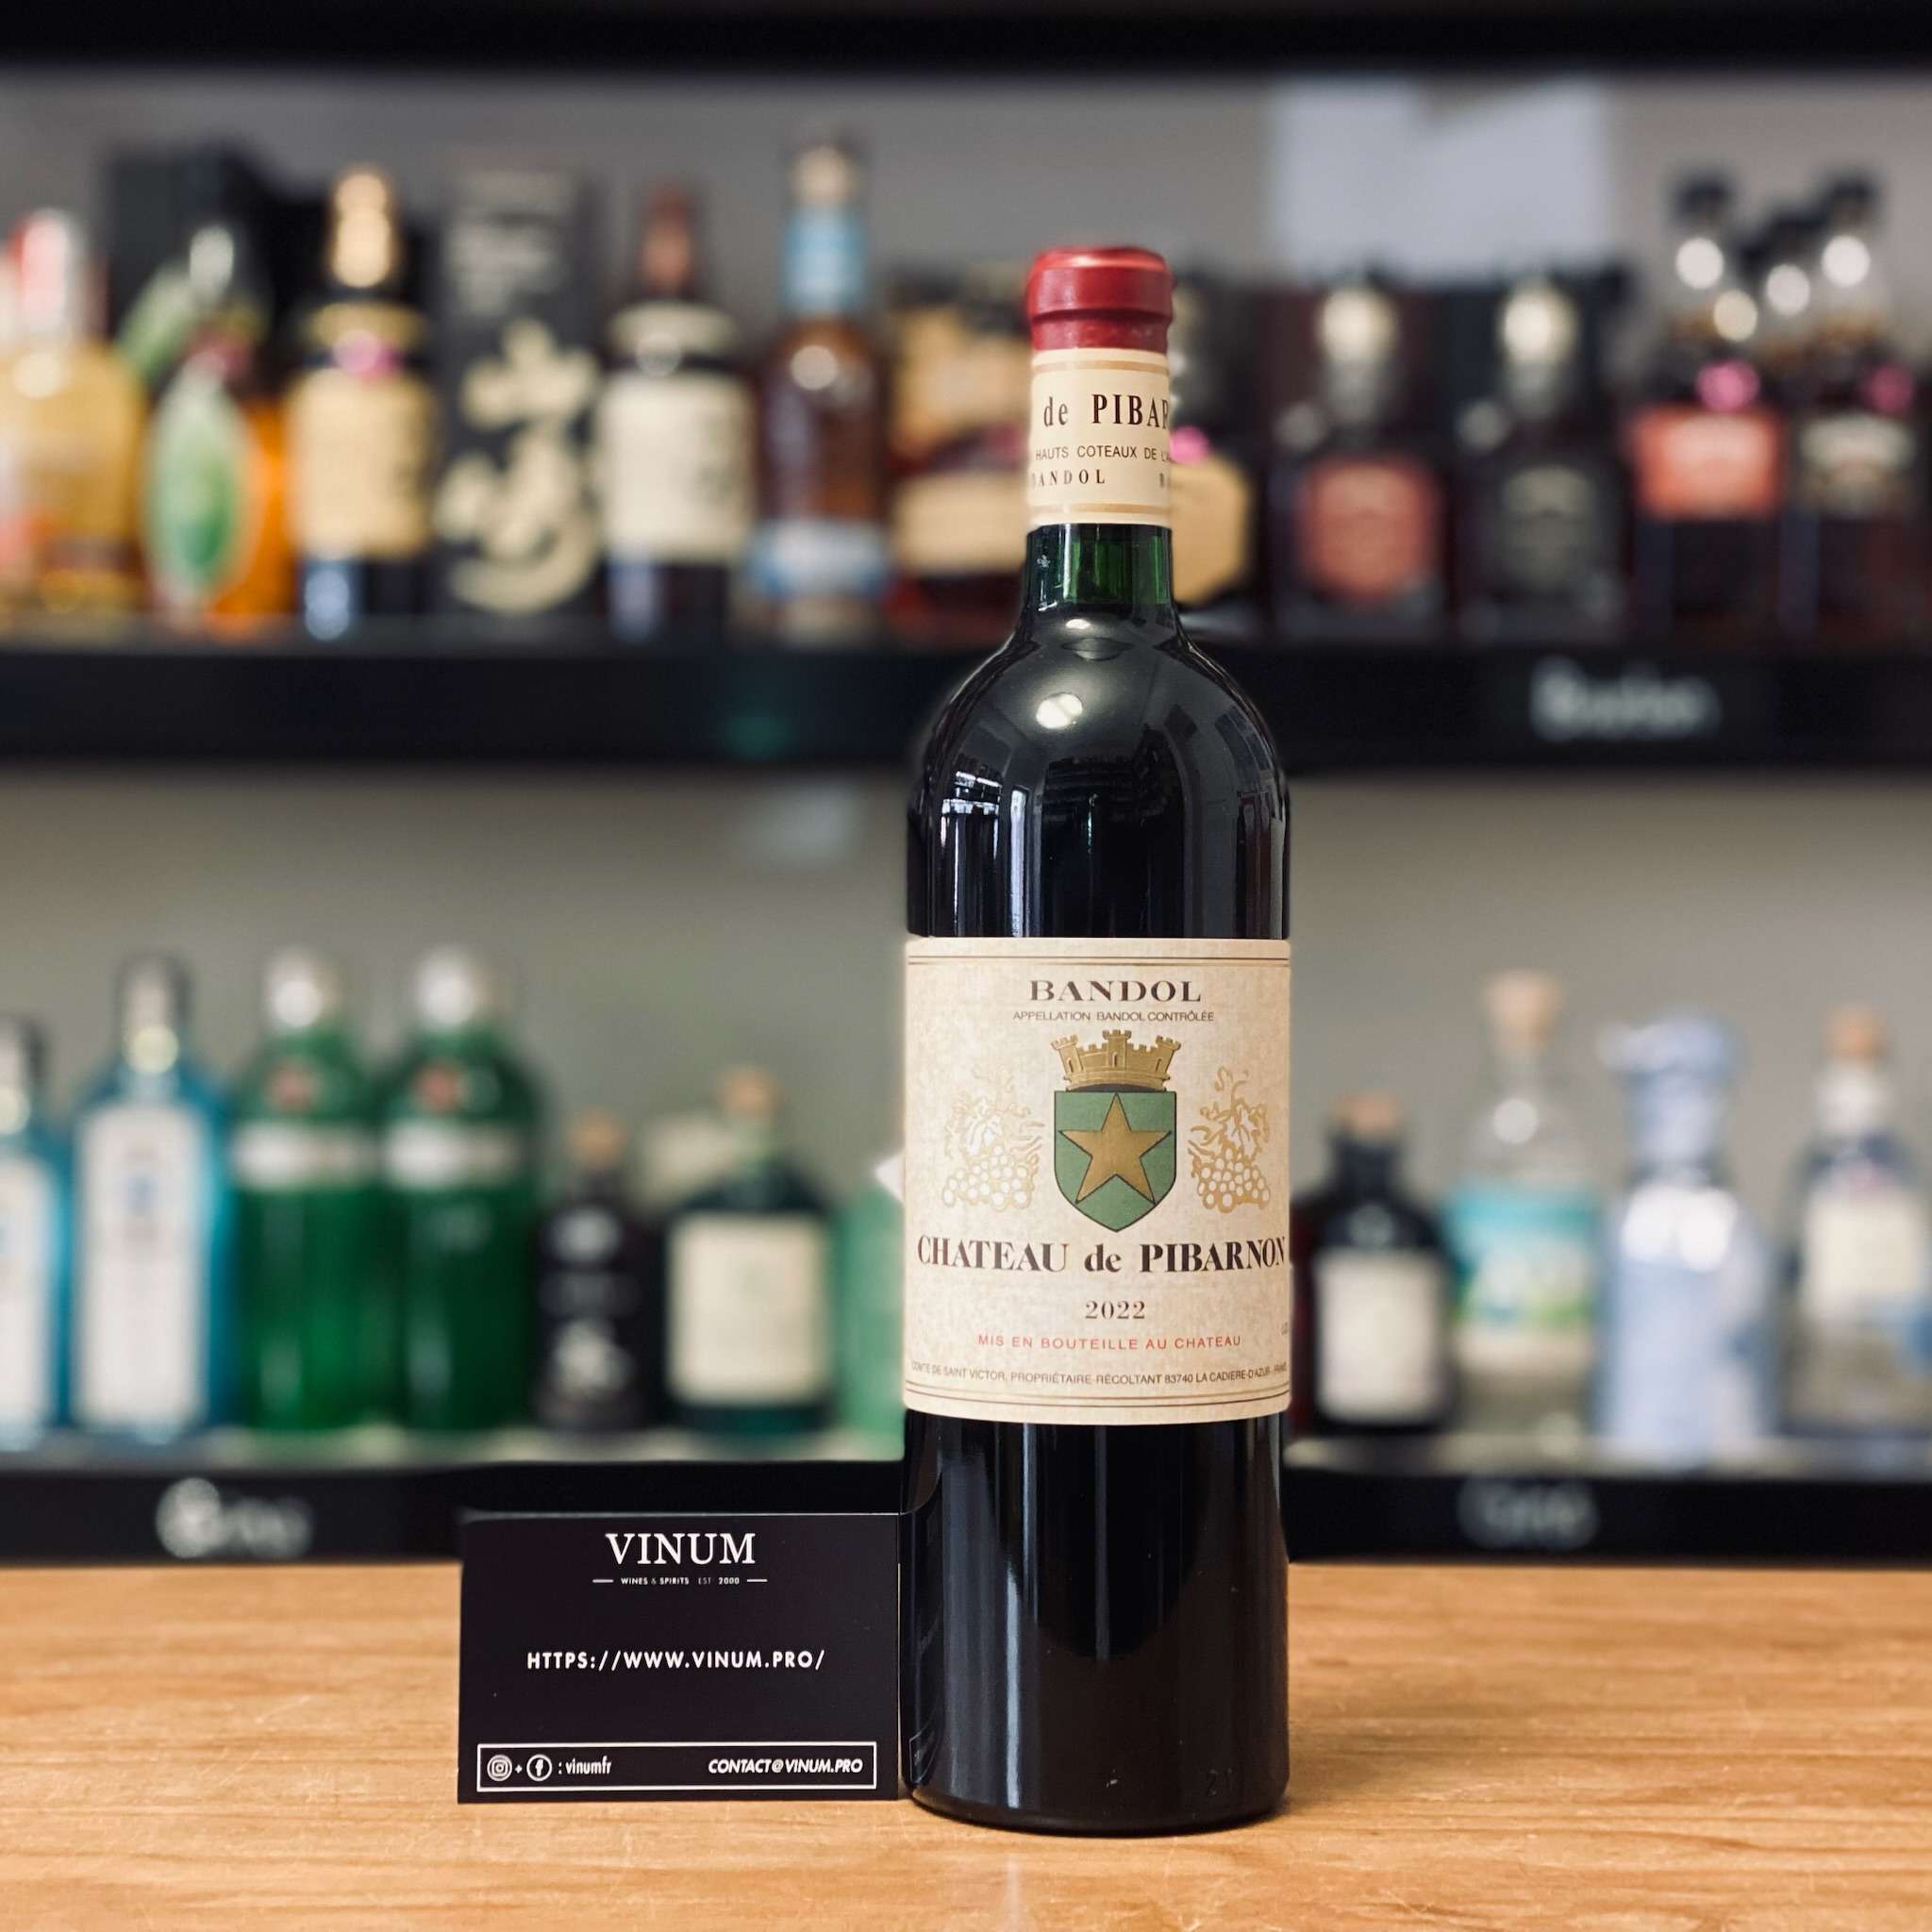 de PIBAR
HAUTS COTEAUX DE L'A
BANDOL
BANDOL
APPELLATION BANDOL CONTRÔLÉE
CHATEAU de PIBARNON
2022
MIS EN BOUTEILLE AU CHATEAU
COMTE DE SAINT VICTOR, PROPRIÉTAIRE-RÉCOLTANT 83740 LA CADIERE-D'AZUR - FRANCE
VINUM
WINES & SPIRITS EST 2000
HTTPS://WWW.VINUM.PRO/
+ : vinumfr CONTACT@VINUM.PRO